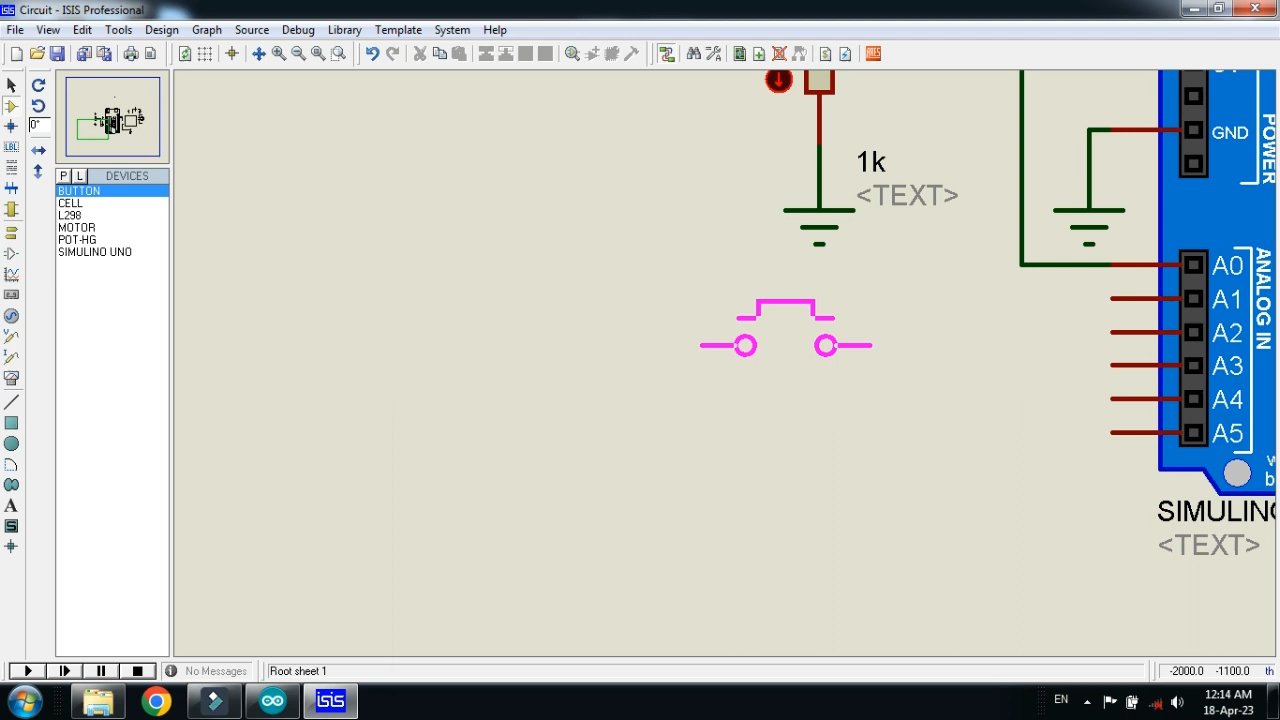 Circuit - ISIS Professional
File View Edit Tools Design Graph Source Debug Library Template System Help
0°
LBL
P L DEVICES
BUTTON
CELL
L298
MOTOR
POT-HG
SIMULINO UNO
A
S
1k
<TEXT>
GND
POWER
ANALOG IN
A0
A1
A2
A3
A4
A5
SIMULINO
<TEXT>
No Messages
Root sheet 1
-2000.0 -1100.0 th
isis
EN
12:14 AM
18-Apr-23